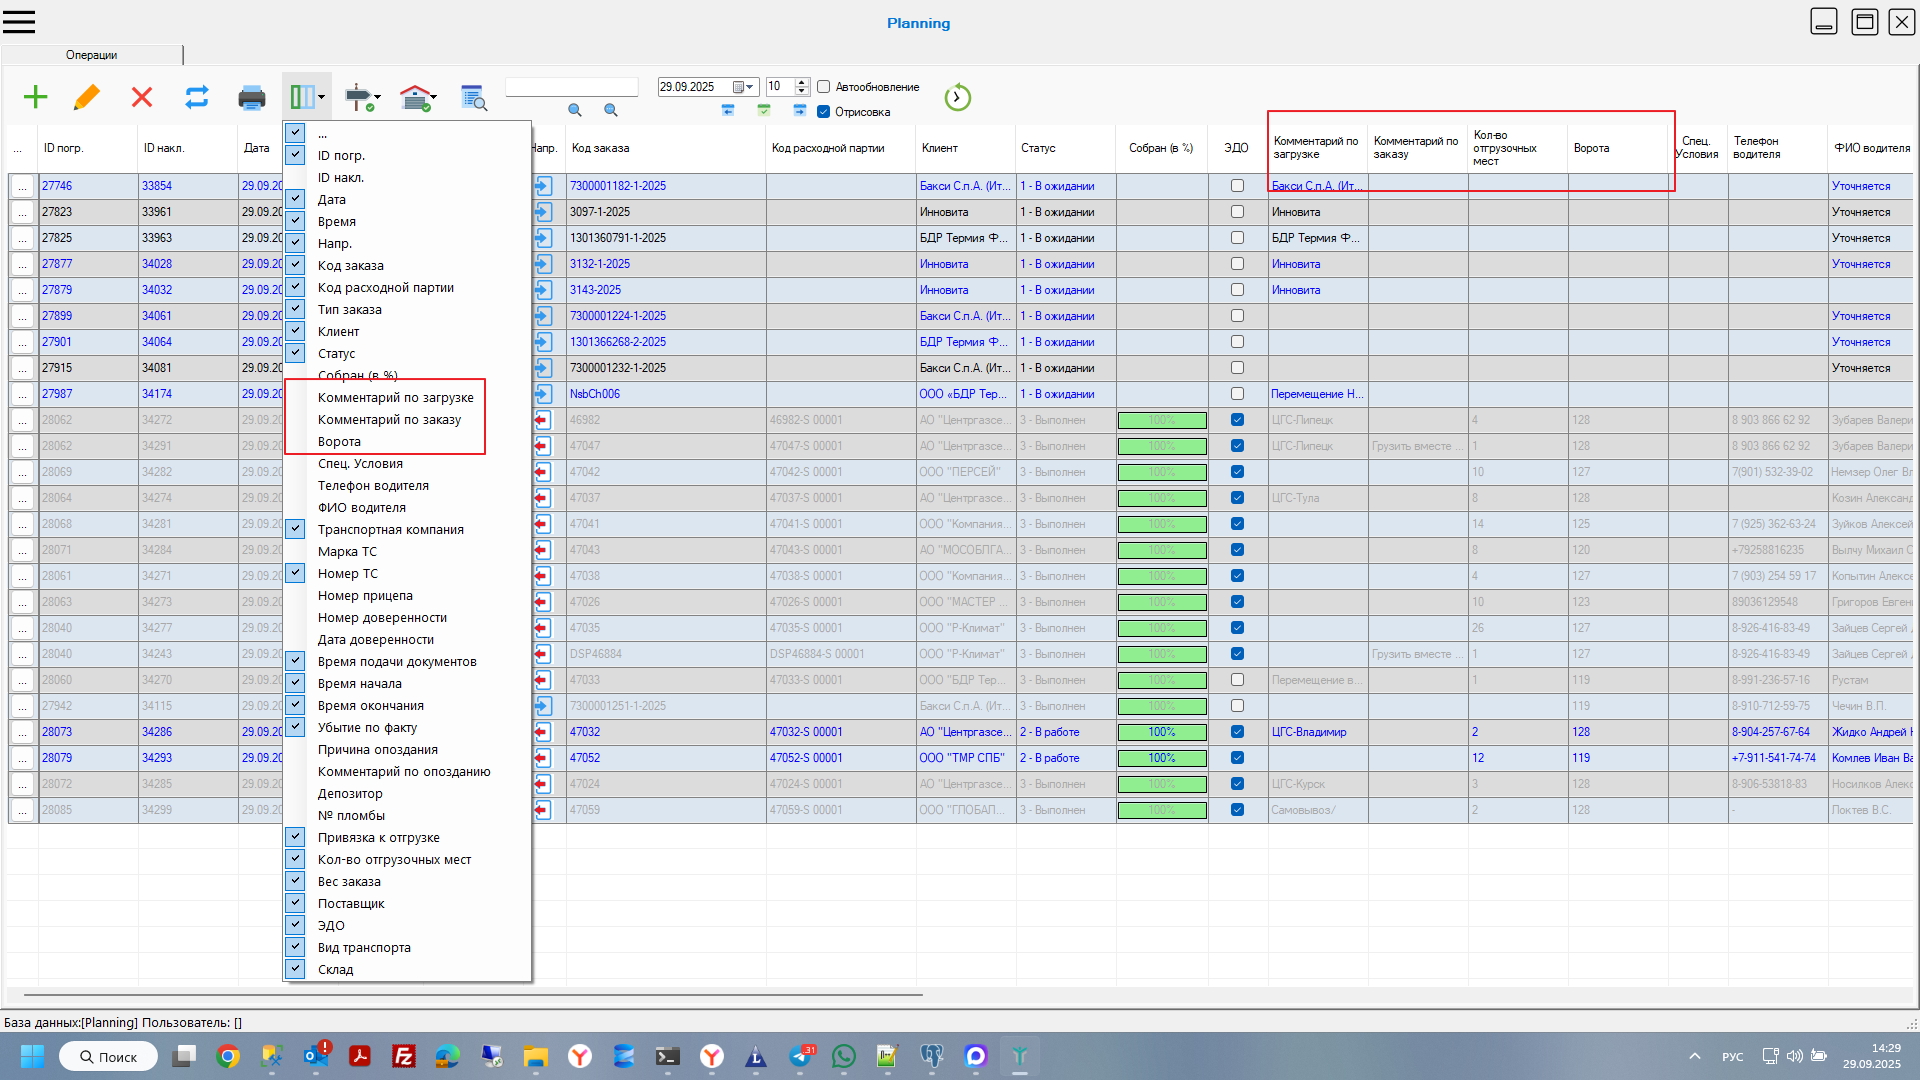 Planning
Операции
29.09.2025
10
Автообновление
Отрисовка
... ID погр. ID накл. Дата Напр. Код заказа Код расходной партии Клиент Статус Собран (в %) ЭДО Комментарий по загрузке Комментарий по заказу Кол-во отгрузочных мест Ворота Спец. Условия Телефон водителя ФИО водителя
... 27746 33854 29.09.20 7300001182-1-2025 Бакси С.п.А. (Ит... 1 - В ожидании Бакси С.п.А. (Ит... Уточняется
... 27823 33961 29.09.20 3097-1-2025 Инновита 1 - В ожидании Инновита Уточняется
... 27825 33963 29.09.20 1301360791-1-2025 БДР Термия Ф... 1 - В ожидании БДР Термия Ф... Уточняется
... 27877 34028 29.09.20 3132-1-2025 Инновита 1 - В ожидании Инновита Уточняется
... 27879 34032 29.09.20 3143-2025 Инновита 1 - В ожидании Инновита
... 27899 34061 29.09.20 7300001224-1-2025 Бакси С.п.А. (Ит... 1 - В ожидании Уточняется
... 27901 34064 29.09.20 1301366268-2-2025 БДР Термия Ф... 1 - В ожидании Уточняется
... 27915 34081 29.09.20 7300001232-1-2025 Бакси С.п.А. (Ит... 1 - В ожидании Уточняется
... 27987 34174 29.09.20 NsbCh006 ООО «БДР Тер... 1 - В ожидании Перемещение Н...
... 28062 34272 29.09.20 46982 46982-S 00001 АО "Центргазсе... 3 - Выполнен 100% ЦГС-Липецк 4 128 8 903 866 62 92 Зубарев Валери
... 28062 34291 29.09.20 47047 47047-S 00001 АО "Центргазсе... 3 - Выполнен 100% ЦГС-Липецк Грузить вместе ... 1 128 8 903 866 62 92 Зубарев Валери
... 28069 34282 29.09.20 47042 47042-S 00001 ООО "ПЕРСЕЙ" 3 - Выполнен 100% 10 127 7(901) 532-39-02 Немзер Олег Вл
... 28064 34274 29.09.20 47037 47037-S 00001 АО "Центргазсе... 3 - Выполнен 100% ЦГС-Тула 8 128 Козин Александ
... 28068 34281 29.09.20 47041 47041-S 00001 ООО "Компания... 3 - Выполнен 100% 14 125 7 (925) 362-63-24 Зуйков Алексей
... 28071 34284 29.09.20 47043 47043-S 00001 АО "МОСОБЛГА... 3 - Выполнен 100% 8 120 +79258816235 Вылчу Михаил С
... 28061 34271 29.09.20 47038 47038-S 00001 ООО "Компания... 3 - Выполнен 100% 4 127 7 (903) 254 59 17 Копытин Алексе
... 28063 34273 29.09.20 47026 47026-S 00001 ООО "МАСТЕР ... 3 - Выполнен 100% 10 123 89036129548 Григоров Евгени
... 28040 34277 29.09.20 47035 47035-S 00001 ООО "Р-Климат" 3 - Выполнен 100% 26 127 8-926-416-83-49 Зайцев Сергей
... 28040 34243 29.09.20 DSP46884 DSP46884-S 00001 ООО "Р-Климат" 3 - Выполнен 100% Грузить вместе ... 1 127 8-926-416-83-49 Зайцев Сергей
... 28060 34270 29.09.20 47033 47033-S 00001 ООО "БДР Тер... 3 - Выполнен 100% Перемещение в... 1 119 8-991-236-57-16 Рустам
... 27942 34115 29.09.20 7300001251-1-2025 Бакси С.п.А. (Ит... 3 - Выполнен 100% 119 8-910-712-59-75 Чечин В.П.
... 28073 34286 29.09.20 47032 47032-S 00001 АО "Центргазсе... 2 - В работе 100% ЦГС-Владимир 2 128 8-904-257-67-64 Жидко Андрей Н
... 28079 34293 29.09.20 47052 47052-S 00001 ООО "ТМР СПБ" 2 - В работе 100% 12 119 +7-911-541-74-74 Комлев Иван Ва
... 28072 34285 29.09.20 47024 47024-S 00001 АО "Центргазсе... 3 - Выполнен 100% ЦГС-Курск 3 128 8-906-53818-83 Носилков Алекс
... 28085 34299 29.09.20 47059 47059-S 00001 ООО "ГЛОБАЛ... 3 - Выполнен 100% Самовывоз/ 2 128 - Локтев В.С.
...
ID погр.
ID накл.
Дата
Время
Напр.
Код заказа
Код расходной партии
Тип заказа
Клиент
Статус
Собран (в %)
Комментарий по загрузке
Комментарий по заказу
Ворота
Спец. Условия
Телефон водителя
ФИО водителя
Транспортная компания
Марка ТС
Номер ТС
Номер прицепа
Номер доверенности
Дата доверенности
Время подачи документов
Время начала
Время окончания
Убытие по факту
Причина опоздания
Комментарий по опозданию
Депозитор
№ пломбы
Привязка к отгрузке
Кол-во отгрузочных мест
Вес заказа
Поставщик
ЭДО
Вид транспорта
Склад
База данных:[Planning] Пользователь: []
Поиск
31
РУС
14:29
29.09.2025